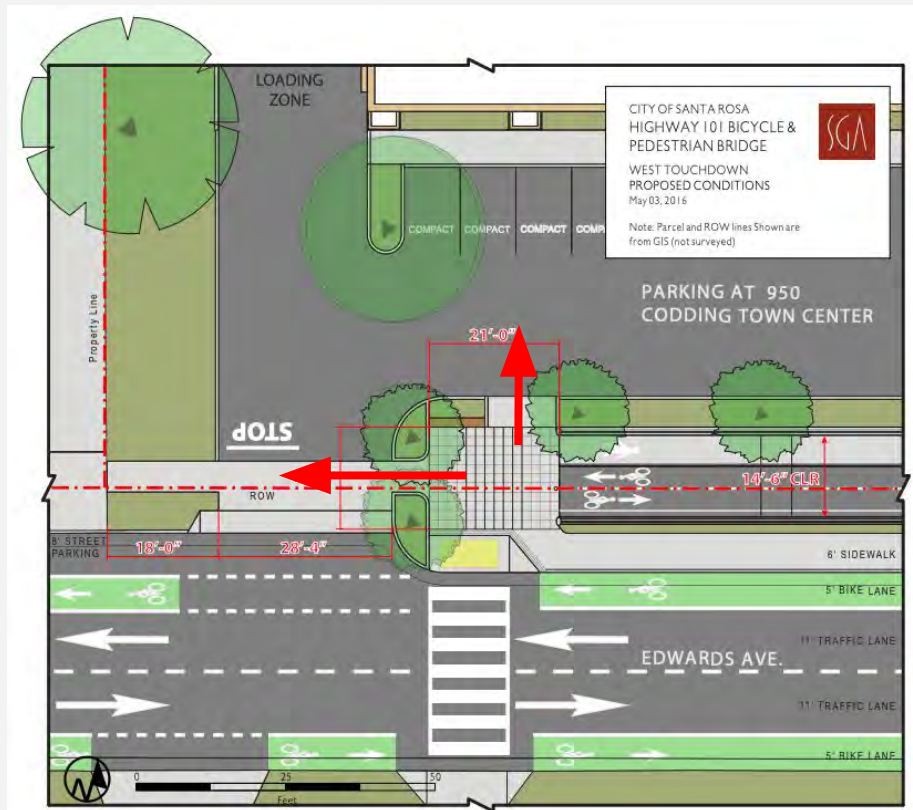 LOADING
ZONE
CITY OF SANTA ROSA
HIGHWAY 101 BICYCLE &
PEDESTRIAN BRIDGE
SGA
WEST TOUCHDOWN
PROPOSED CONDITIONS
May 03, 2016
Note: Parcel and ROW lines Shown are
from GIS (not surveyed)
COMPACT
COMPACT
COMPACT
PARKING AT 950
CODDING TOWN CENTER
Property Line
21'-0"
STOP
14'-6" CLR
ROW
8' STREET
PARKING
18'-0"
28'-4"
6' SIDEWALK
5' BIKE LANE
11' TRAFFIC LANE
EDWARDS AVE.
11' TRAFFIC LANE
5' BIKE LANE
N
0
25
50
Feet